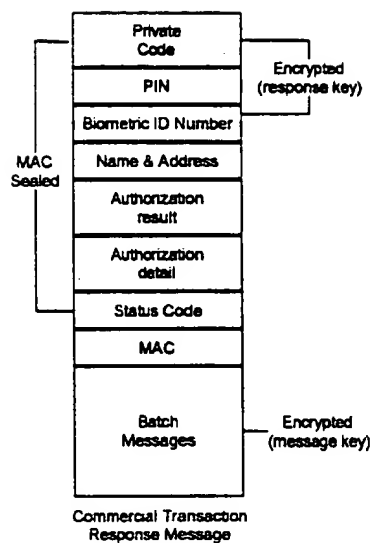 Private
Code
PIN
Biometric ID Number
Name & Address
Authorization
result
Authorization
detail
Status Code
MAC
Batch
Messages
MAC
Sealed
Encrypted
(response key)
Encrypted
(message key)
Commercial Transaction
Response Message